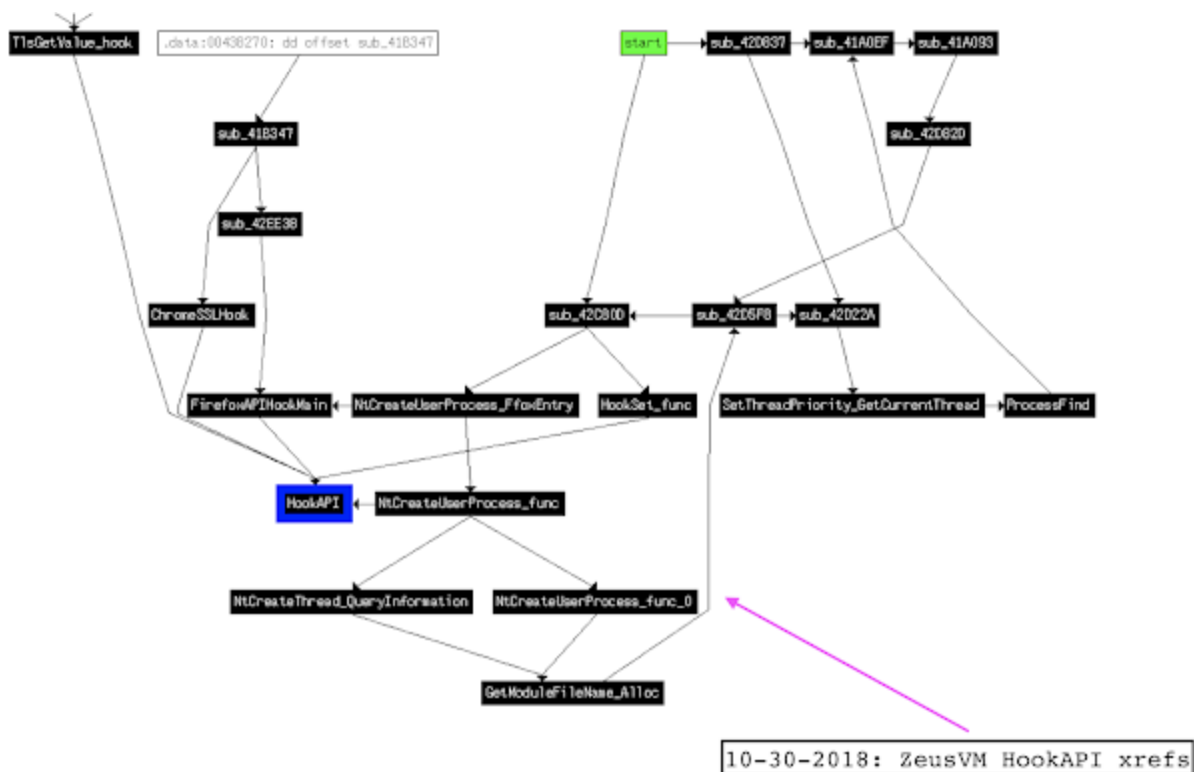 TlsGetValue_hook
.data:00438270: dd offset sub_41B347
start
sub_42D837
sub_41A0EF
sub_41A093
sub_41B347
sub_42D82D
sub_42EE38
ChromeSSLHook
sub_42C80D
sub_42D5F8
sub_42D22A
FirefoxAPIHookMain
NtCreateUserProcess_FfoxEntry
HookSet_func
SetThreadPriority_GetCurrentThread
ProcessFind
HookAPI
NtCreateUserProcess_func
NtCreateThread_QueryInformation
NtCreateUserProcess_func_0
GetModuleFileName_Alloc
10-30-2018: ZeusVM HookAPI xrefs